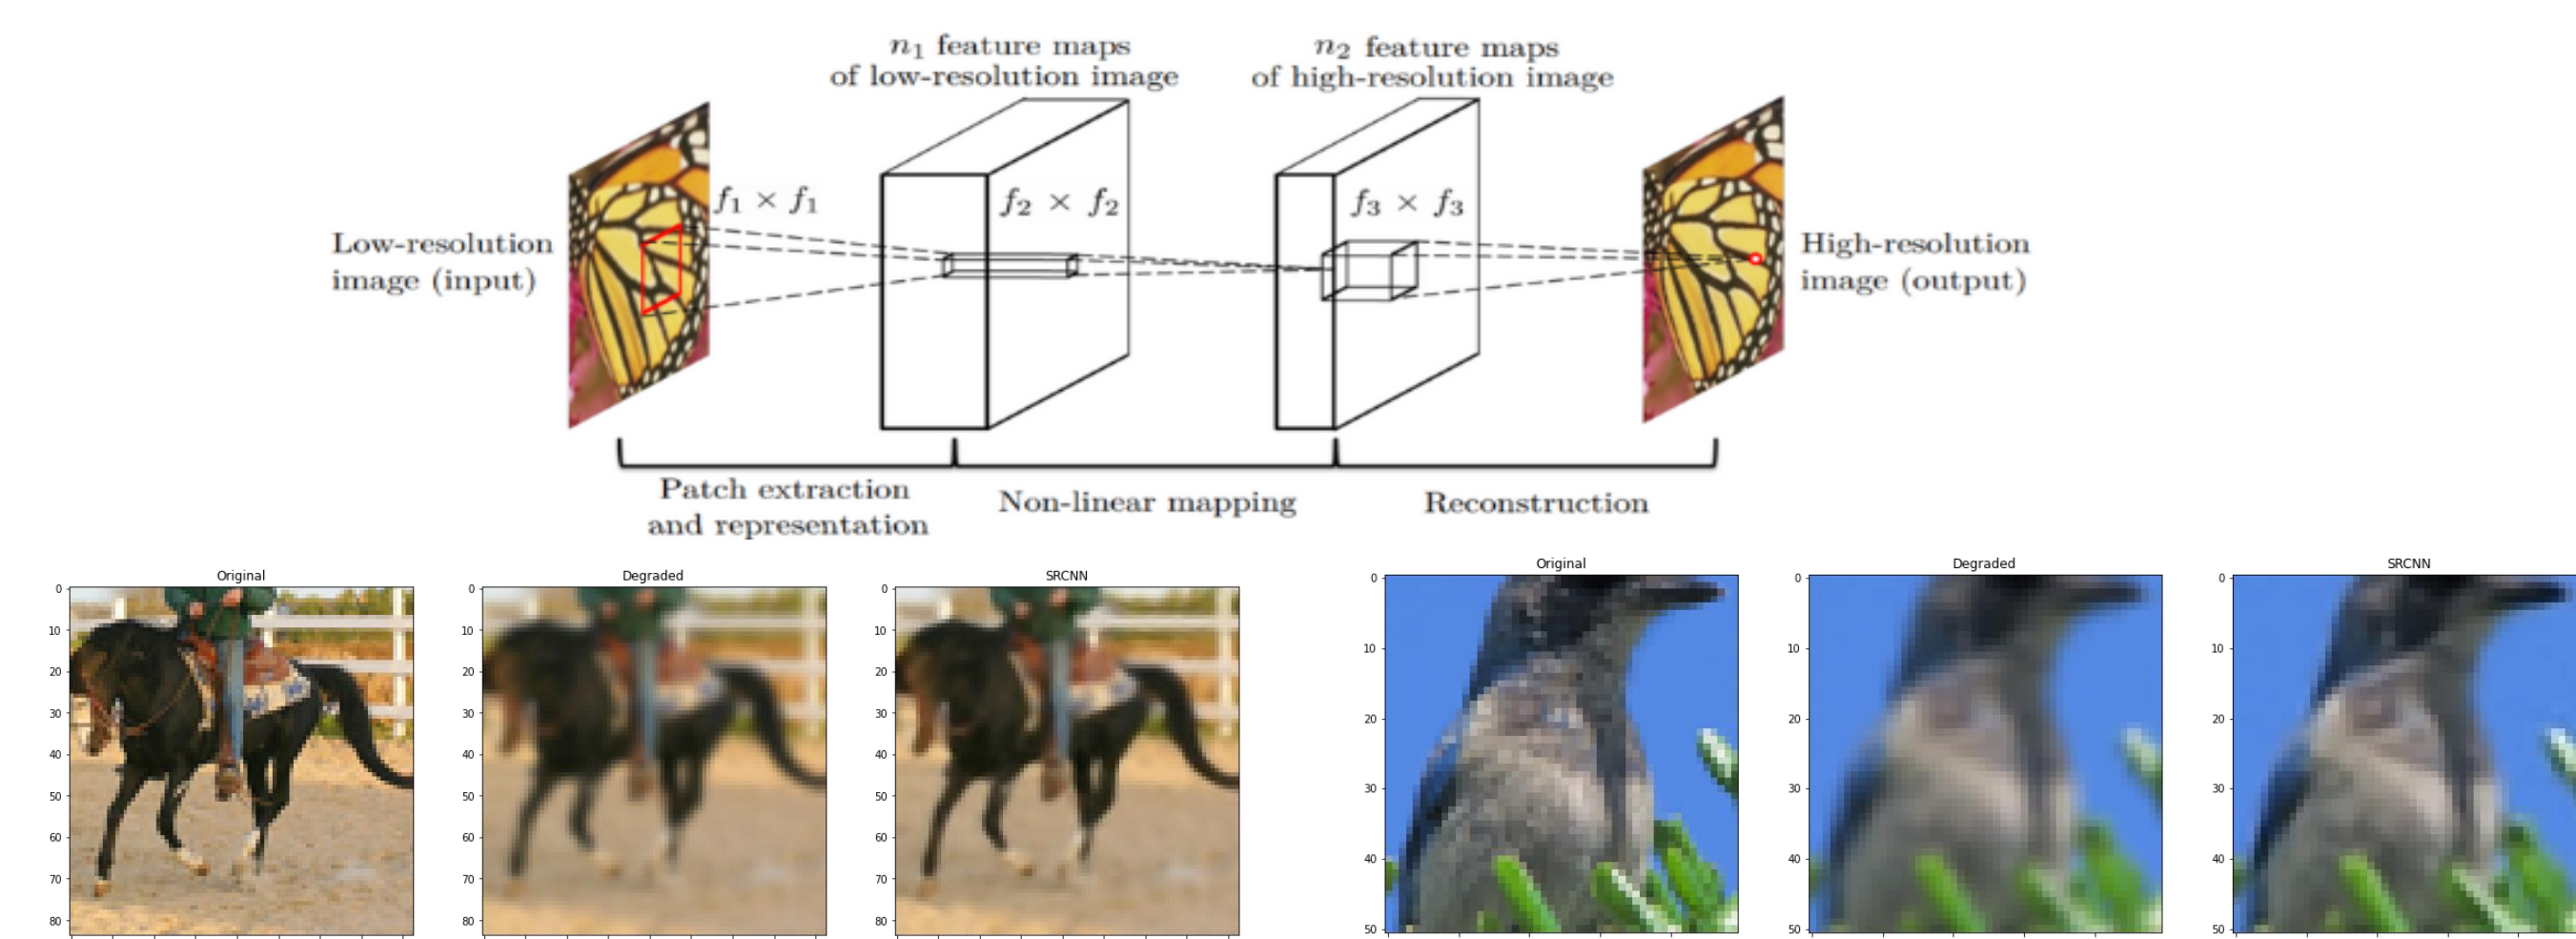 n₁ feature maps
of low-resolution image
n₂ feature maps
of high-resolution image
f₁ × f₁
f₂ × f₂
f₃ × f₃
Low-resolution
image (input)
High-resolution
image (output)
Patch extraction
and representation
Non-linear mapping
Reconstruction
Original
0
10
20
30
40
50
60
70
80
Degraded
0
10
20
30
40
50
60
70
80
SRCNN
0
10
20
30
40
50
60
70
80
Original
0
10
20
30
40
50
Degraded
0
10
20
30
40
50
SRCNN
0
10
20
30
40
50